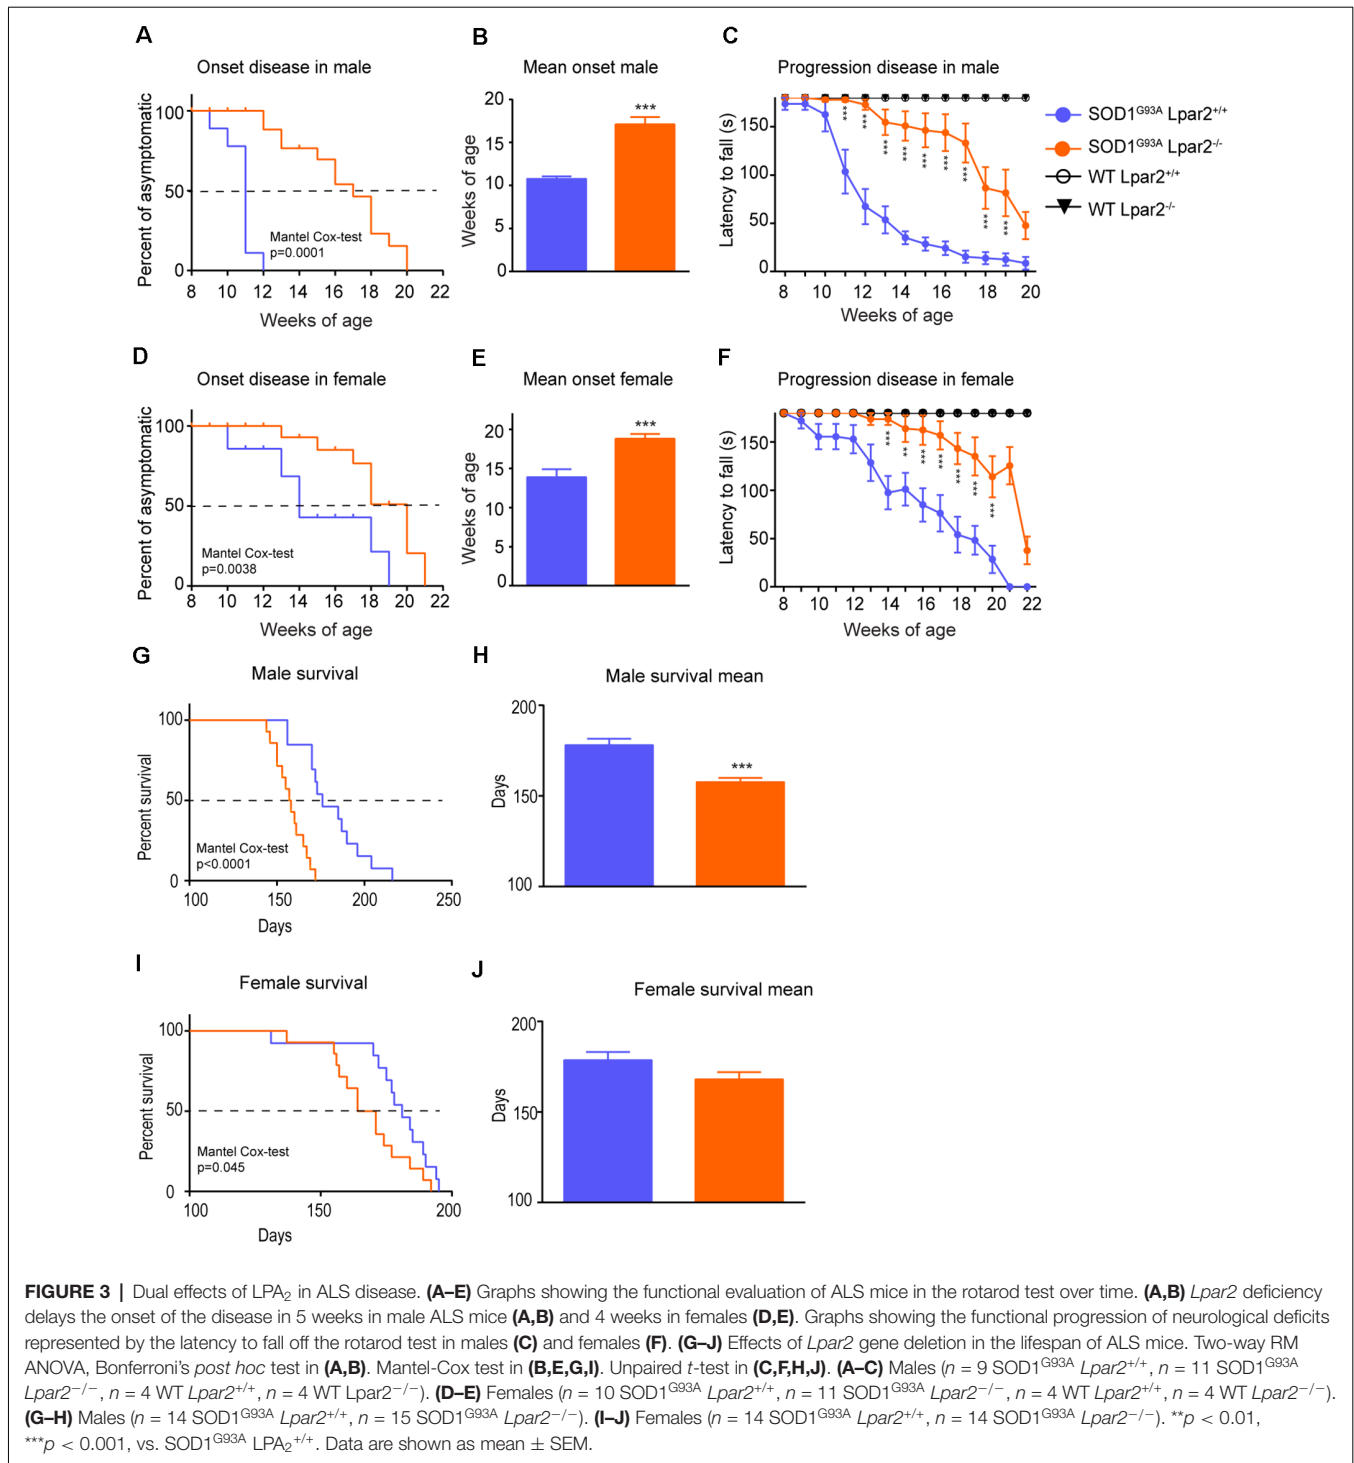 A
Onset disease in male
Percent of asymptomatic
100
50
0
Mantel Cox-test
p=0.0001
8 10 12 14 16 18 20 22
Weeks of age
B
Mean onset male
Weeks of age
20
15
10
5
0
***
C
Progression disease in male
Latency to fall (s)
150
100
50
0
*** *** *** *** *** *** *** *** ***
8 10 12 14 16 18 20
Weeks of age
SOD1G93A Lpar2+/+
SOD1G93A Lpar2-/-
WT Lpar2+/+
WT Lpar2-/-
D
Onset disease in female
Percent of asymptomatic
100
50
0
Mantel Cox-test
p=0.0038
8 10 12 14 16 18 20 22
Weeks of age
E
Mean onset female
Weeks of age
20
15
10
5
0
***
F
Progression disease in female
Latency to fall (s)
150
100
50
0
*** ** *** *** *** *** ***
8 10 12 14 16 18 20 22
Weeks of age
G
Male survival
Percent survival
100
50
0
Mantel Cox-test
p<0.0001
100 150 200 250
Days
H
Male survival mean
Days
200
150
100
***
I
Female survival
Percent survival
100
50
0
Mantel Cox-test
p=0.045
100 150 200
Days
J
Female survival mean
Days
200
150
100
FIGURE 3 | Dual effects of LPA2 in ALS disease. (A–E) Graphs showing the functional evaluation of ALS mice in the rotarod test over time. (A,B) Lpar2 deficiency
delays the onset of the disease in 5 weeks in male ALS mice (A,B) and 4 weeks in females (D,E). Graphs showing the functional progression of neurological deficits
represented by the latency to fall off the rotarod test in males (C) and females (F). (G–J) Effects of Lpar2 gene deletion in the lifespan of ALS mice. Two-way RM
ANOVA, Bonferroni's post hoc test in (A,B). Mantel-Cox test in (B,E,G,I). Unpaired t-test in (C,F,H,J). (A–C) Males (n = 9 SOD1G93A Lpar2+/+, n = 11 SOD1G93A
Lpar2−/−, n = 4 WT Lpar2+/+, n = 4 WT Lpar2−/−). (D–E) Females (n = 10 SOD1G93A Lpar2+/+, n = 11 SOD1G93A Lpar2−/−, n = 4 WT Lpar2+/+, n = 4 WT Lpar2−/−).
(G–H) Males (n = 14 SOD1G93A Lpar2+/+, n = 15 SOD1G93A Lpar2−/−). (I–J) Females (n = 14 SOD1G93A Lpar2+/+, n = 14 SOD1G93A Lpar2−/−). **p < 0.01,
***p < 0.001, vs. SOD1G93A LPA2+/+. Data are shown as mean ± SEM.